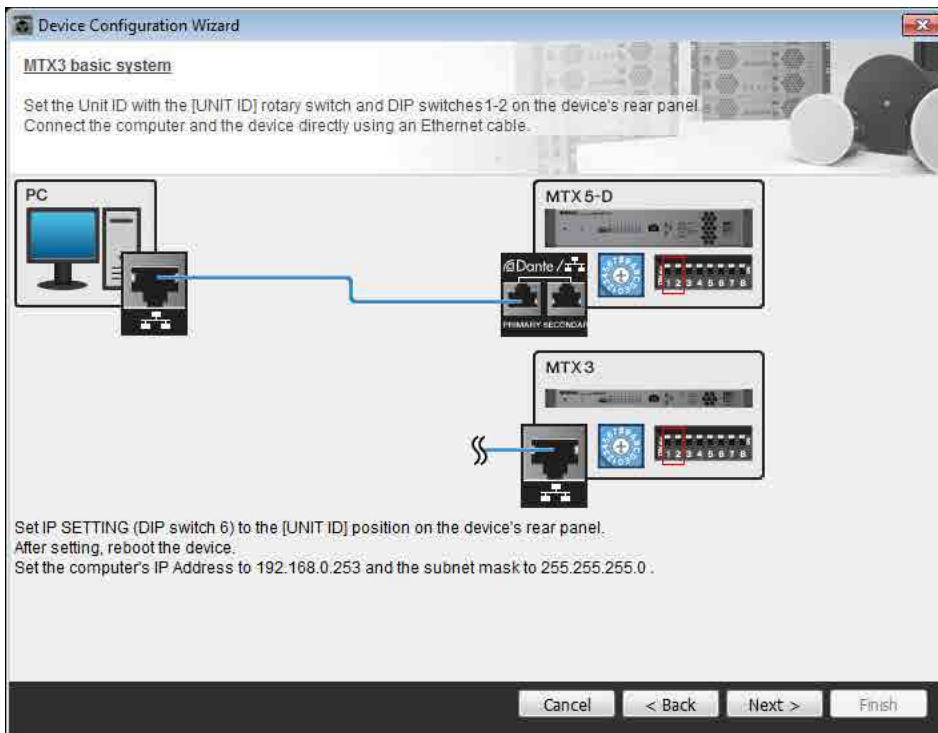 Device Configuration Wizard
MTX3 basic system
Set the Unit ID with the [UNIT ID] rotary switch and DIP switches1-2 on the device's rear panel
Connect the computer and the device directly using an Ethernet cable.
PC
MTX5-D
Dante /
1 2 3 4 5 6 7 8
PRIMARY SECONDAR
MTX3
1 2 3 4 5 6 7 8
Set IP SETTING (DIP switch 6) to the [UNIT ID] position on the device's rear panel.
After setting, reboot the device.
Set the computer's IP Address to 192.168.0.253 and the subnet mask to 255.255.255.0 .
Cancel
< Back
Next >
Finish